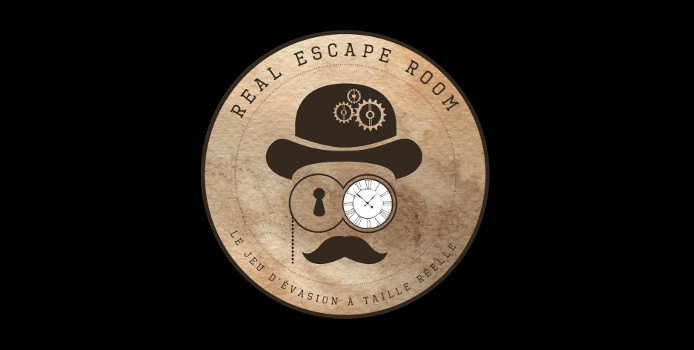 REAL ESCAPE ROOM
LE JEU D'ÉVASION À TAILLE RÉELLE